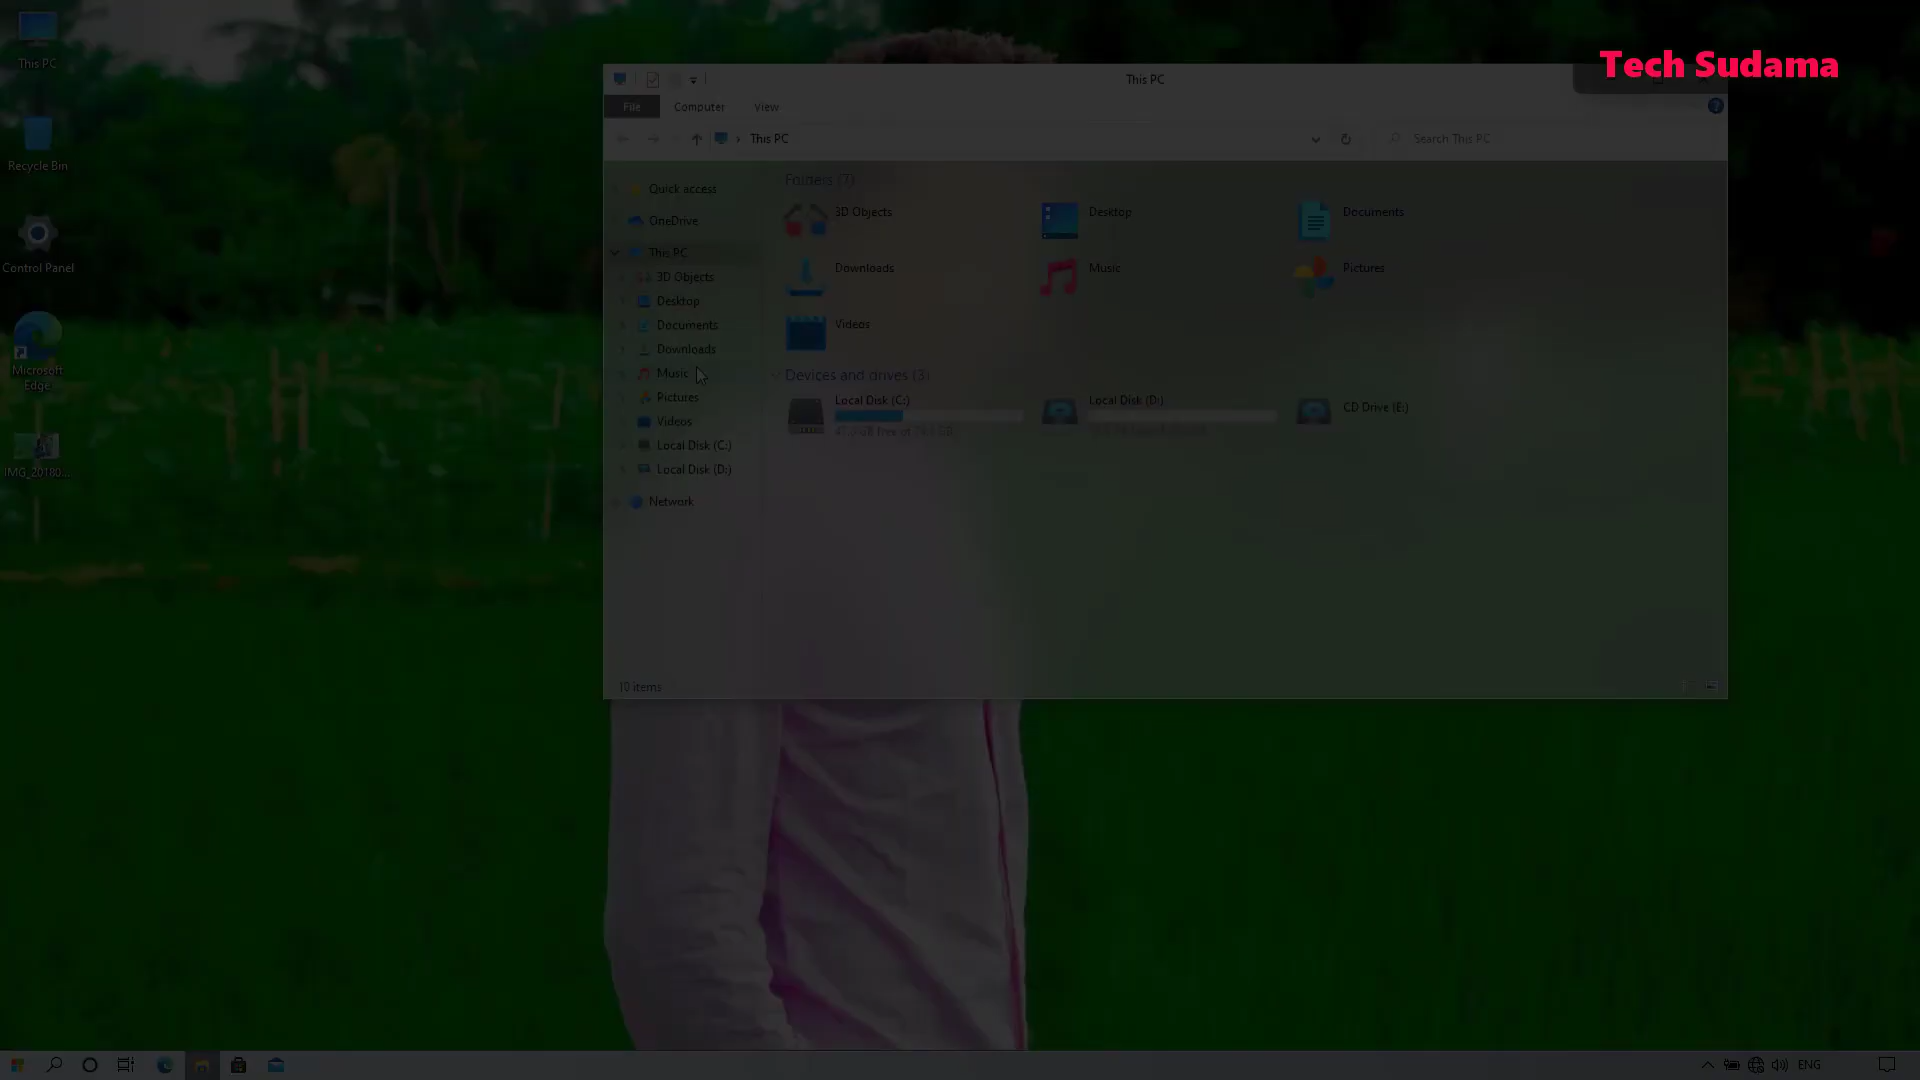 Tech Sudama
This PC
Recycle Bin
Control Panel
Microsoft
Edge
IMG_20180...
This PC
File
Computer
View
This PC
Search This PC
Quick access
OneDrive
This PC
3D Objects
Desktop
Documents
Downloads
Music
Pictures
Videos
Local Disk (C:)
Local Disk (D:)
Network
Folders (7)
3D Objects
Desktop
Documents
Downloads
Music
Pictures
Videos
Devices and drives (3)
Local Disk (C:)
Local Disk (D:)
CD Drive (E:)
10 items
ENG